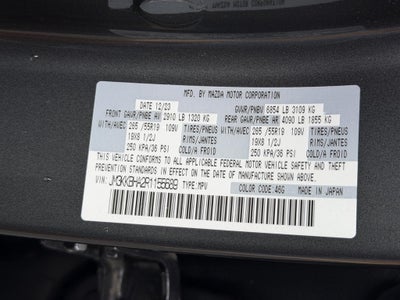 MFD. BY MAZDA MOTOR CORPORATION
DATE 12/23 GVWR/PNBV 6854 LB 3109 KG
FRONT GAWR/PNBE AV 2910 LB 1320 KG REAR GAWR/PNBE AR 4090 LB 1855 KG
WITH/AVEC 265 /55R19 109V TIRES/PNEUS WITH/AVEC 265 /55R19 109V TIRES/PNEUS
19X8 1/2J RIMS/JANTES 19X8 1/2J RIMS/JANTES
250 KPA/ 36 PSI COLD/A FROID 250 KPA/ 36 PSI COLD/A FROID
THIS VEHICLE CONFORMS TO ALL APPLICABLE FEDERAL MOTOR VEHICLE SAFETY AND THEFT
PREVENTION STANDARDS IN EFFECT ON THE DATE OF MANUFACTURE SHOWN ABOVE.
VIN: JM3KKBHA2R1155689 TYPE:MPV COLOR CODE:46G MADE IN JAPAN